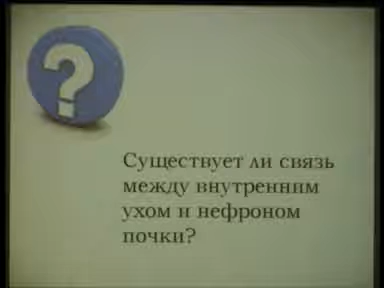 ?
Существует ли связь
между внутренним
ухом и нефроном
почки?